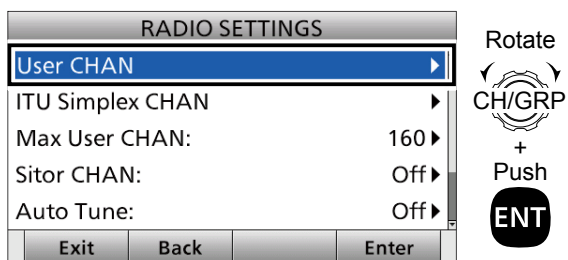 RADIO SETTINGS
User CHAN
ITU Simplex CHAN
Max User CHAN: 160
Sitor CHAN: Off
Auto Tune: Off
Exit Back Enter
Rotate
CH/GRP
+
Push
ENT